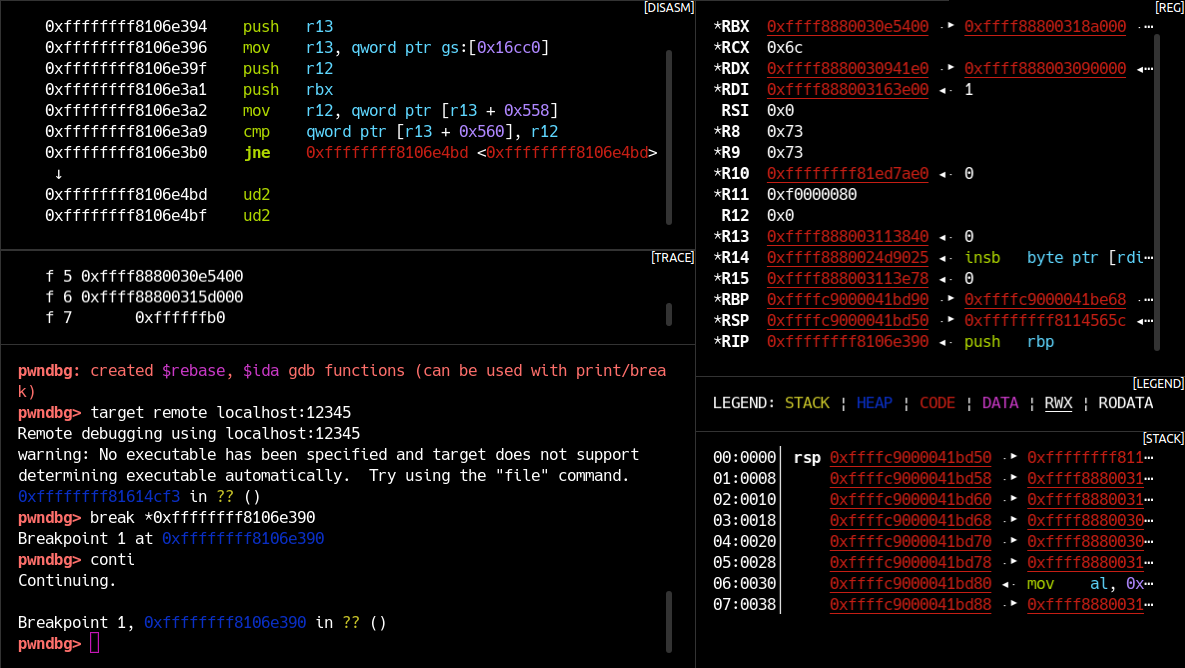 [DISASM]
0xffffffff8106e394 push r13
0xffffffff8106e396 mov r13, qword ptr gs:[0x16cc0]
0xffffffff8106e39f push r12
0xffffffff8106e3a1 push rbx
0xffffffff8106e3a2 mov r12, qword ptr [r13 + 0x558]
0xffffffff8106e3a9 cmp qword ptr [r13 + 0x560], r12
0xffffffff8106e3b0 jne 0xffffffff8106e4bd <0xffffffff8106e4bd>
↓
0xffffffff8106e4bd ud2
0xffffffff8106e4bf ud2
[TRACE]
f 5 0xffff8880030e5400
f 6 0xffff88800315d000
f 7 0xffffffb0
pwndbg: created $rebase, $ida gdb functions (can be used with print/brea
k)
pwndbg> target remote localhost:12345
Remote debugging using localhost:12345
warning: No executable has been specified and target does not support
determining executable automatically.  Try using the "file" command.
0xffffffff81614cf3 in ?? ()
pwndbg> break *0xffffffff8106e390
Breakpoint 1 at 0xffffffff8106e390
pwndbg> conti
Continuing.
Breakpoint 1, 0xffffffff8106e390 in ?? ()
pwndbg>
[REG]
*RBX 0xffff8880030e5400 -► 0xffff88800318a000 -⋯
*RCX 0x6c
*RDX 0xffff8880030941e0 -► 0xffff888003090000 ◄⋯
*RDI 0xffff888003163e00 ◄- 1
RSI 0x0
*R8 0x73
*R9 0x73
*R10 0xffffffff81ed7ae0 ◄- 0
*R11 0xf0000080
R12 0x0
*R13 0xffff888003113840 ◄- 0
*R14 0xffff8880024d9025 ◄- insb byte ptr [rdi⋯
*R15 0xffff888003113e78 ◄- 0
*RBP 0xffffc9000041bd90 -► 0xffffc9000041be68 -⋯
*RSP 0xffffc9000041bd50 -► 0xffffffff8114565c ◄⋯
*RIP 0xffffffff8106e390 ◄- push rbp
[LEGEND]
LEGEND: STACK ¦ HEAP ¦ CODE ¦ DATA ¦ RWX ¦ RODATA
[STACK]
00:0000│ rsp 0xffffc9000041bd50 -► 0xffffffff811⋯
01:0008│ 0xffffc9000041bd58 -► 0xffff8880031⋯
02:0010│ 0xffffc9000041bd60 -► 0xffff8880031⋯
03:0018│ 0xffffc9000041bd68 -► 0xffff8880030⋯
04:0020│ 0xffffc9000041bd70 -► 0xffff8880030⋯
05:0028│ 0xffffc9000041bd78 -► 0xffff8880031⋯
06:0030│ 0xffffc9000041bd80 ◄- mov al, 0x⋯
07:0038│ 0xffffc9000041bd88 -► 0xffff8880031⋯